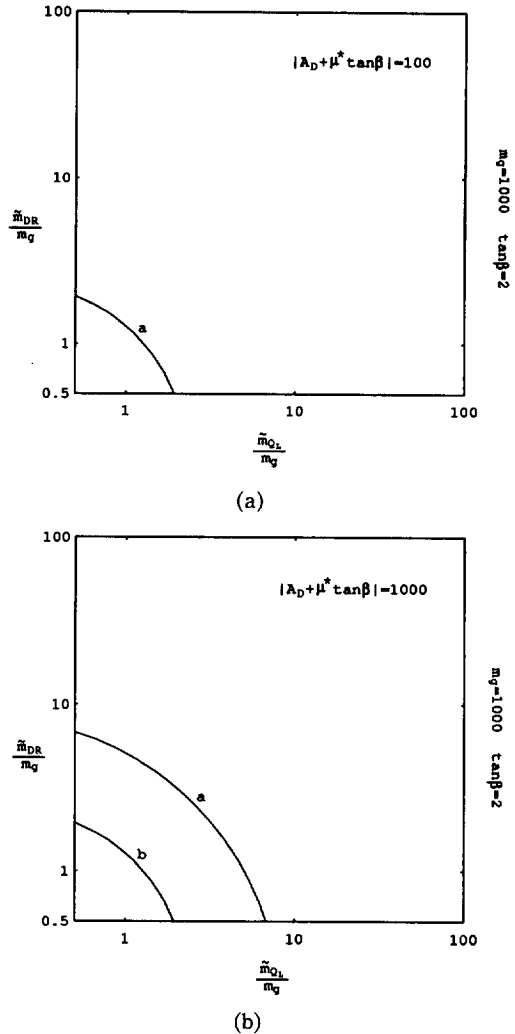 100
|A_D+μ* tanβ|=100
10
m̃_DR
m_g
a
1
0.5
1
10
100
m̃_QL
m_g
m_g=1000 tanβ=2
(a)
100
|A_D+μ* tanβ|=1000
10
m̃_DR
m_g
a
b
1
0.5
1
10
100
m̃_QL
m_g
m_g=1000 tanβ=2
(b)